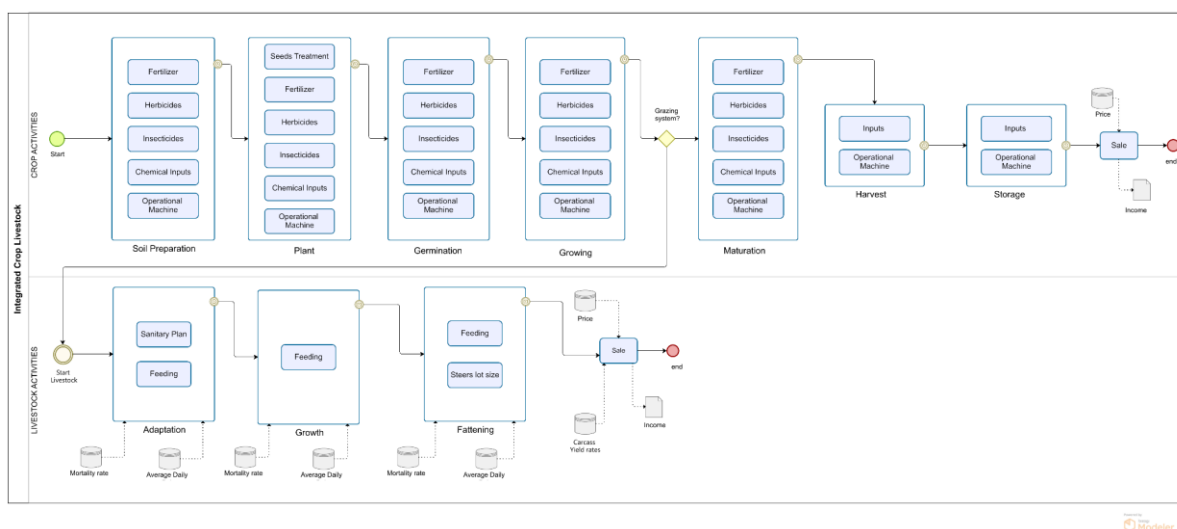 Integrated Crop Livestock
CROP ACTIVITIES
Start
Fertilizer
Herbicides
Insecticides
Chemical Inputs
Operational
Machine
Soil Preparation
Seeds Treatment
Fertilizer
Herbicides
Insecticides
Chemical Inputs
Operational
Machine
Plant
Fertilizer
Herbicides
Insecticides
Chemical Inputs
Operational
Machine
Germination
Fertilizer
Herbicides
Insecticides
Chemical Inputs
Operational
Machine
Growing
Grazing
system?
Fertilizer
Herbicides
Insecticides
Chemical Inputs
Operational
Machine
Maturation
Inputs
Operational
Machine
Harvest
Inputs
Operational
Machine
Storage
Price
Sale
Income
end
LIVESTOCK ACTIVITIES
Start
Livestock
Sanitary Plan
Feeding
Adaptation
Mortality rate
Average Daily
Feeding
Growth
Mortality rate
Average Daily
Feeding
Steers lot size
Fattening
Mortality rate
Average Daily
Price
Sale
Carcass
Yield rates
Income
end
Modeler